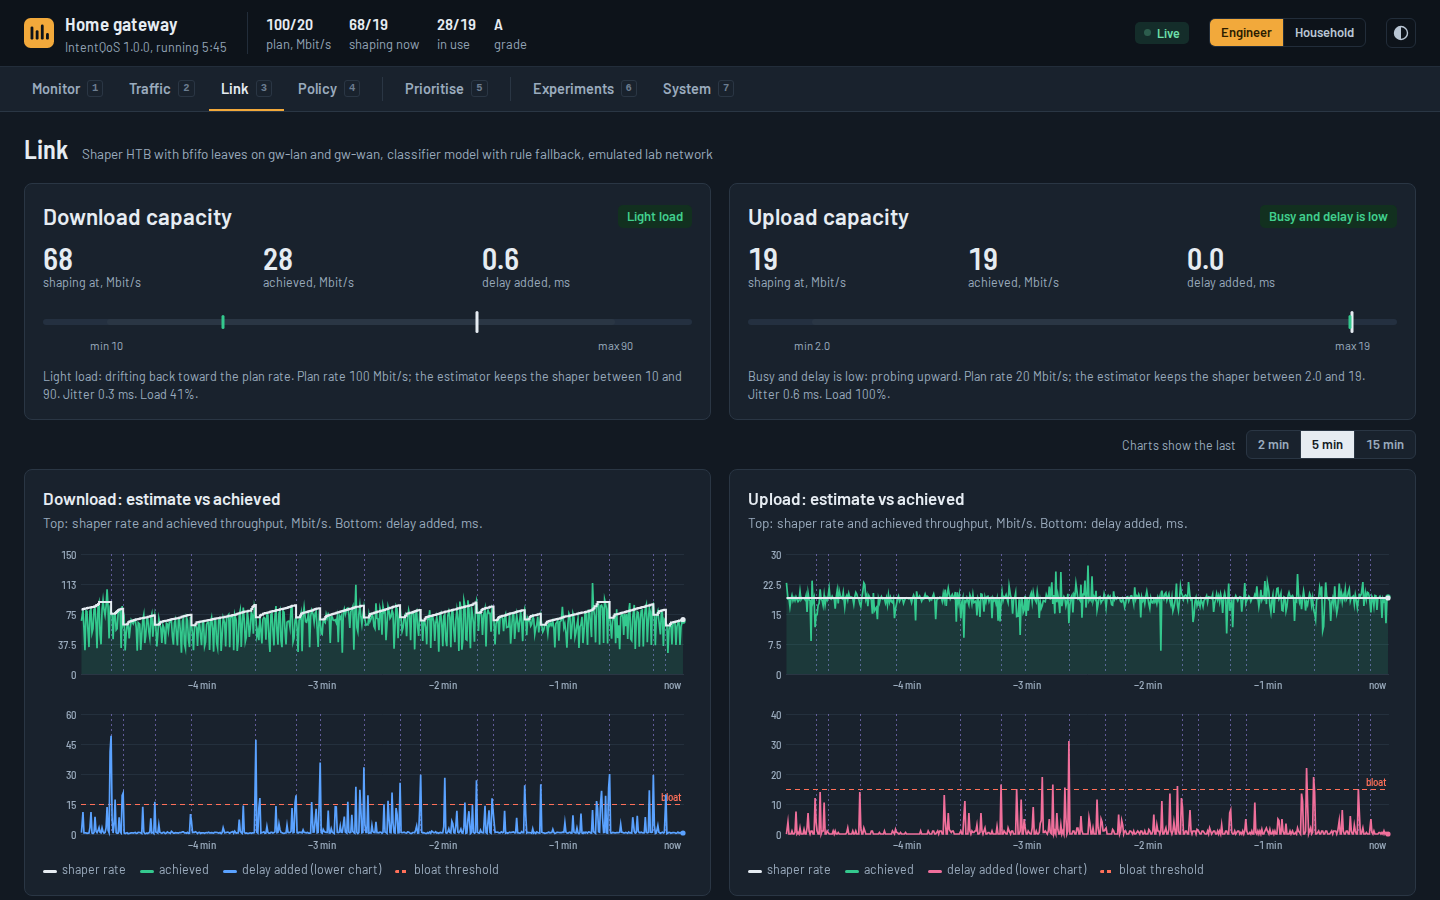 Home gateway
IntentQoS 1.0.0, running 5:45
100/20
plan, Mbit/s
68/19
shaping now
28/19
in use
A
grade
Live
Engineer
Household
Monitor 1
Traffic 2
Link 3
Policy 4
Prioritise 5
Experiments 6
System 7
Link
Shaper HTB with bfifo leaves on gw-lan and gw-wan, classifier model with rule fallback, emulated lab network
Download capacity
Light load
68
shaping at, Mbit/s
28
achieved, Mbit/s
0.6
delay added, ms
min 10
max 90
Light load: drifting back toward the plan rate. Plan rate 100 Mbit/s; the estimator keeps the shaper between 10 and
90. Jitter 0.3 ms. Load 41%.
Upload capacity
Busy and delay is low
19
shaping at, Mbit/s
19
achieved, Mbit/s
0.0
delay added, ms
min 2.0
max 19
Busy and delay is low: probing upward. Plan rate 20 Mbit/s; the estimator keeps the shaper between 2.0 and 19.
Jitter 0.6 ms. Load 100%.
Charts show the last
2 min
5 min
15 min
Download: estimate vs achieved
Top: shaper rate and achieved throughput, Mbit/s. Bottom: delay added, ms.
150
113
75
37.5
0
−4 min
−3 min
−2 min
−1 min
now
60
45
30
15
0
bloat
−4 min
−3 min
−2 min
−1 min
now
shaper rate
achieved
delay added (lower chart)
bloat threshold
Upload: estimate vs achieved
Top: shaper rate and achieved throughput, Mbit/s. Bottom: delay added, ms.
30
22.5
15
7.5
0
−4 min
−3 min
−2 min
−1 min
now
40
30
20
10
0
bloat
−4 min
−3 min
−2 min
−1 min
now
shaper rate
achieved
delay added (lower chart)
bloat threshold